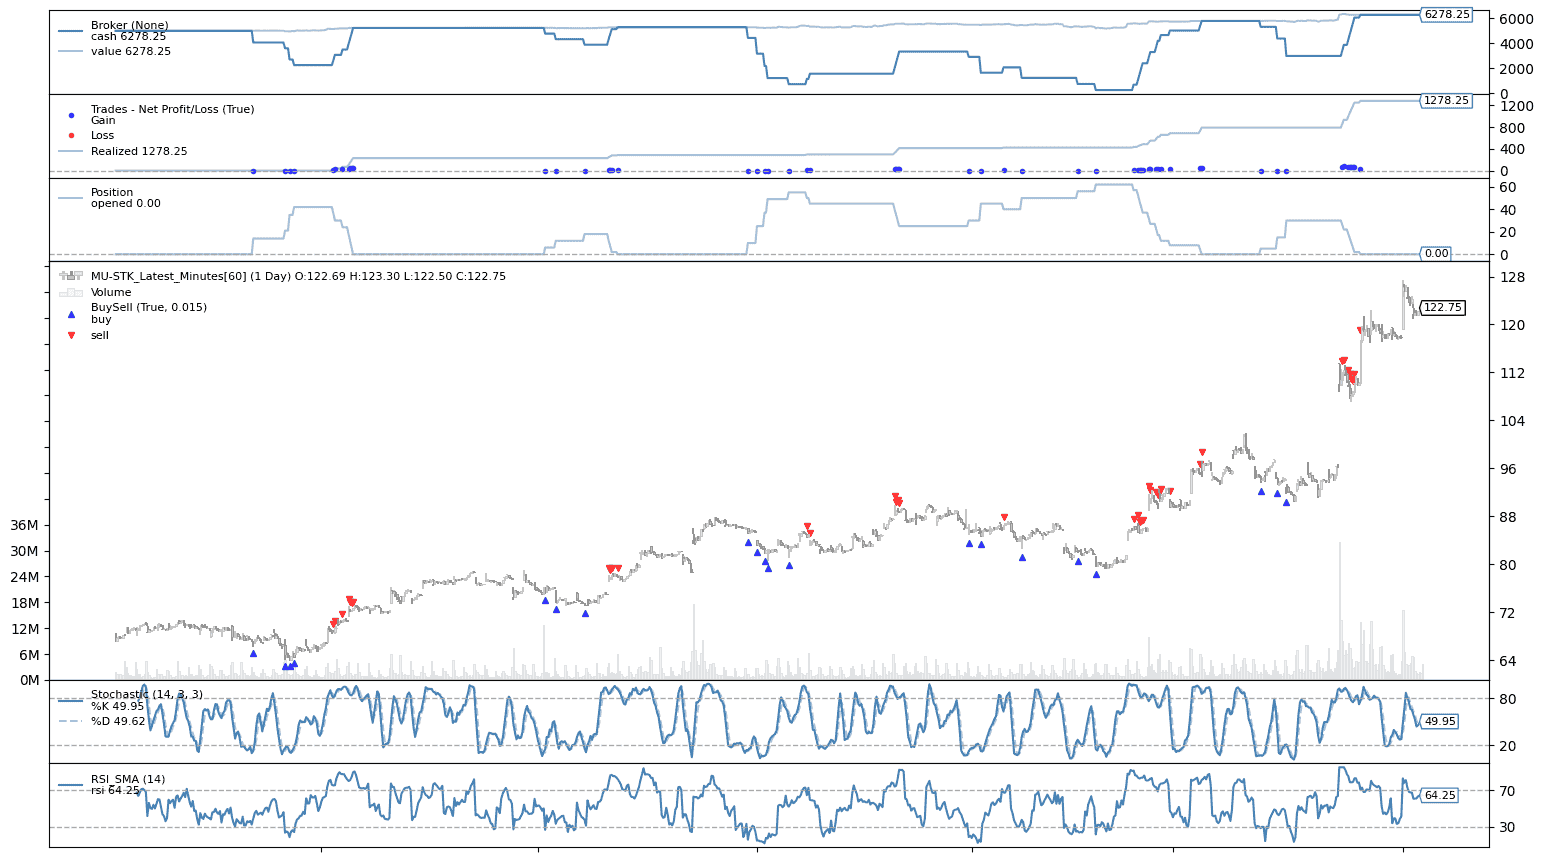 Broker (None)
cash 6278.25
value 6278.25
6278.25
6000
4000
2000
0
Trades - Net Profit/Loss (True)
Gain
Loss
Realized 1278.25
1278.25
1200
800
400
0
Position
opened 0.00
60
40
20
0
0.00
MU-STK_Latest_Minutes[60] (1 Day) O:122.69 H:123.30 L:122.50 C:122.75
Volume
BuySell (True, 0.015)
buy
sell
128
122.75
120
112
104
96
88
80
72
64
36M
30M
24M
18M
12M
6M
0M
Stochastic (14, 3, 3)
%K 49.95
%D 49.62
80
49.95
20
RSI_SMA (14)
rsi 64.25
70
64.25
30